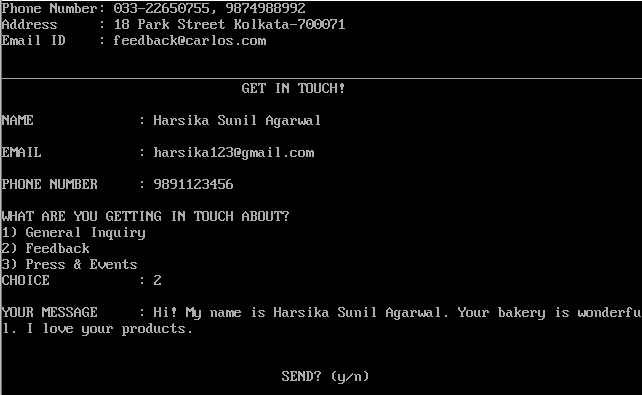 Phone Number: 033-22650755, 9874988992
Address     : 18 Park Street Kolkata-700071
Email ID    : feedback@carlos.com
GET IN TOUCH!
NAME             : Harsika Sunil Agarwal
EMAIL            : harsika123@gmail.com
PHONE NUMBER     : 9891123456
WHAT ARE YOU GETTING IN TOUCH ABOUT?
1) General Inquiry
2) Feedback
3) Press & Events
CHOICE           : 2
YOUR MESSAGE     : Hi! My name is Harsika Sunil Agarwal. Your bakery is wonderfu
l. I love your products.
SEND? (y/n)